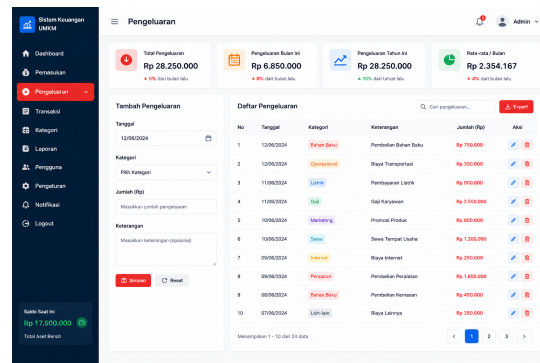 Sistem Keuangan
UMKM
Dashboard
Pemasukan
Pengeluaran
Transaksi
Kategori
Laporan
Pengguna
Pengaturan
Notifikasi
Logout
Saldo Saat Ini
Rp 17.500.000
Total Aset Bersih
Pengeluaran
Admin
Total Pengeluaran
Rp 28.250.000
+ 5% dari bulan lalu
Pengeluaran Bulan Ini
Rp 6.850.000
+ 8% dari bulan lalu
Pengeluaran Tahun Ini
Rp 28.250.000
+ 10% dari tahun lalu
Rata-rata / Bulan
Rp 2.354.167
+ 4% dari bulan lalu
Tambah Pengeluaran
Tanggal
12/06/2024
Kategori
Pilih Kategori
Jumlah (Rp)
Masukkan jumlah pengeluaran
Keterangan
Masukkan keterangan (opsional)
Simpan
Reset
Daftar Pengeluaran
Cari pengeluaran...
Export
No Tanggal Kategori Keterangan Jumlah (Rp) Aksi
1 12/06/2024 Bahan Baku Pembelian Bahan Baku Rp 750.000
2 12/06/2024 Operasional Biaya Transportasi Rp 300.000
3 11/06/2024 Listrik Pembayaran Listrik Rp 500.000
4 11/06/2024 Gaji Gaji Karyawan Rp 3.500.000
5 10/06/2024 Marketing Promosi Produk Rp 800.000
6 10/06/2024 Sewa Sewa Tempat Usaha Rp 1.200.000
7 09/06/2024 Internet Biaya Internet Rp 250.000
8 09/06/2024 Peralatan Pembelian Peralatan Rp 1.650.000
9 08/06/2024 Bahan Baku Pembelian Kemasan Rp 450.000
10 07/06/2024 Lain-lain Biaya Lainnya Rp 350.000
Menampilkan 1 - 10 dari 24 data
1 2 3